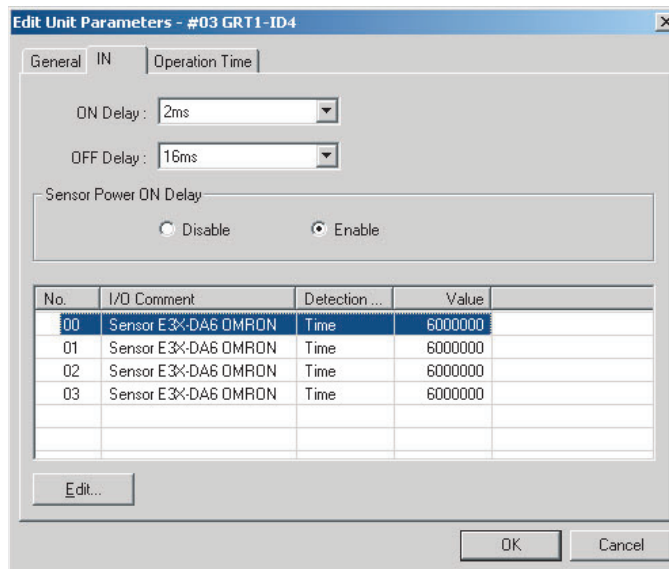 Edit Unit Parameters - #03 GRT1-ID4
General IN Operation Time
ON Delay : 2ms
OFF Delay : 16ms
Sensor Power ON Delay
Disable Enable
No. I/O Comment Detection ... Value
00 Sensor E3X-DA6 OMRON Time 6000000
01 Sensor E3X-DA6 OMRON Time 6000000
02 Sensor E3X-DA6 OMRON Time 6000000
03 Sensor E3X-DA6 OMRON Time 6000000
Edit...
OK Cancel